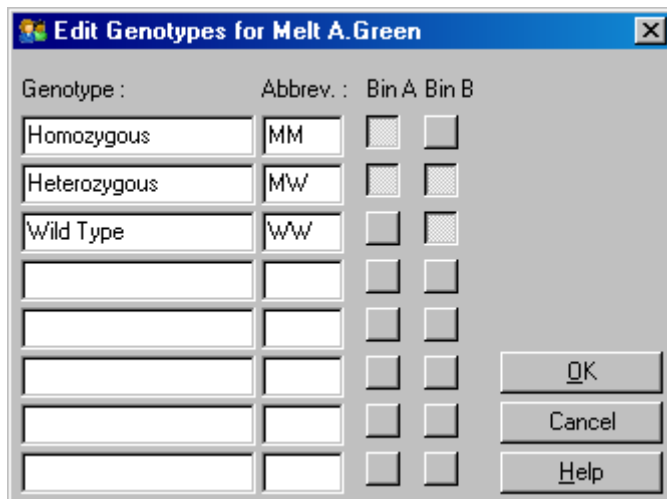 Edit Genotypes for Melt A.Green
Genotype : Abbrev. : Bin A Bin B
Homozygous MM
Heterozygous MW
Wild Type WW
OK
Cancel
Help